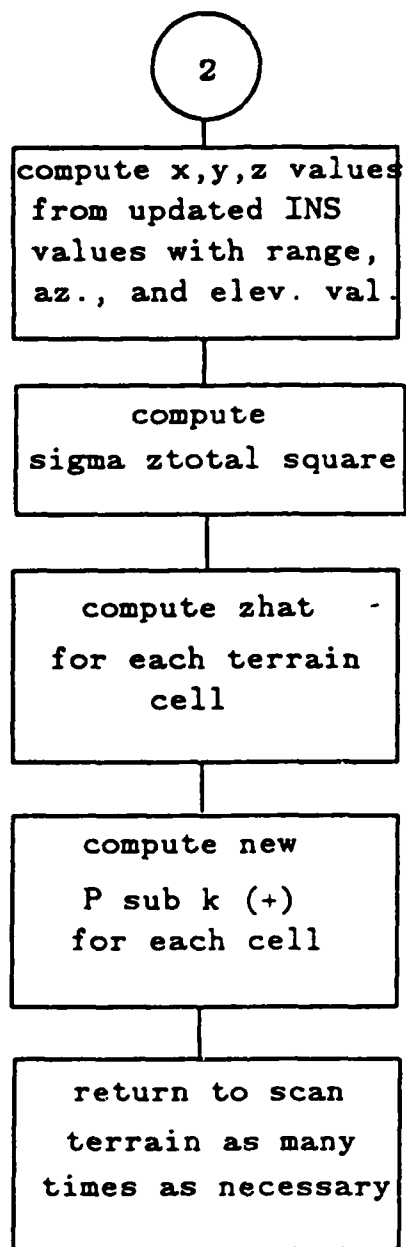 2
compute x,y,z values
from updated INS
values with range,
az., and elev. val.
compute
sigma ztotal square
compute zhat -
for each terrain
cell
compute new
P sub k (+)
for each cell
return to scan
terrain as many
times as necessary